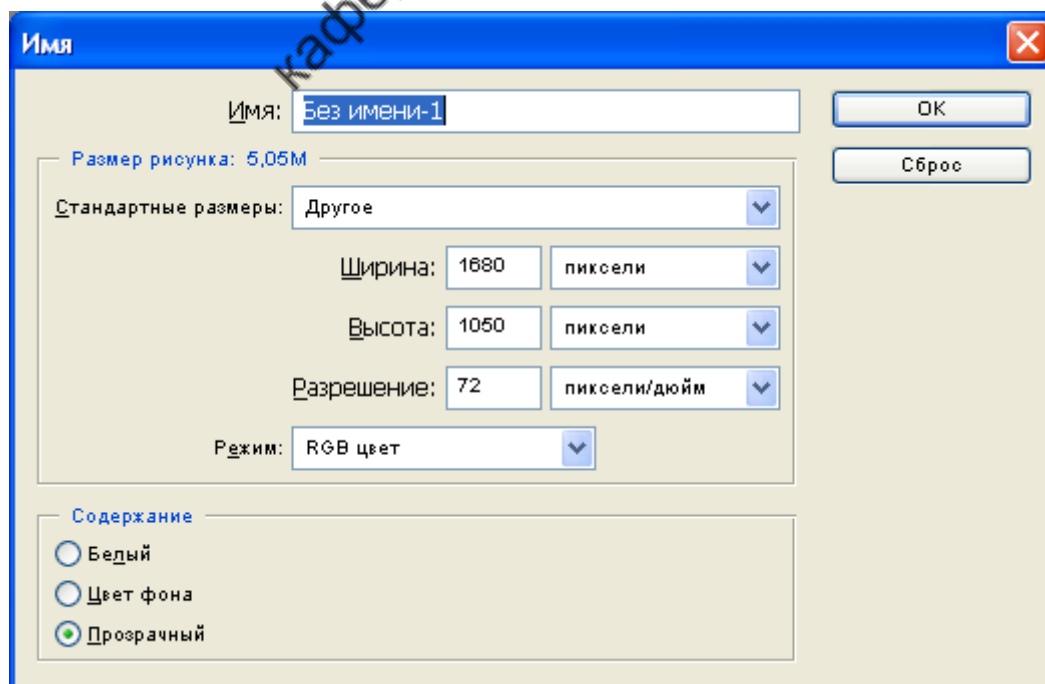 кафе
Имя
Имя: Без имени-1
OK
Сброс
Размер рисунка: 5,05M
Стандартные размеры: Другое
Ширина: 1680 пиксели
Высота: 1050 пиксели
Разрешение: 72 пиксели/дюйм
Режим: RGB цвет
Содержание
Белый
Цвет фона
Прозрачный